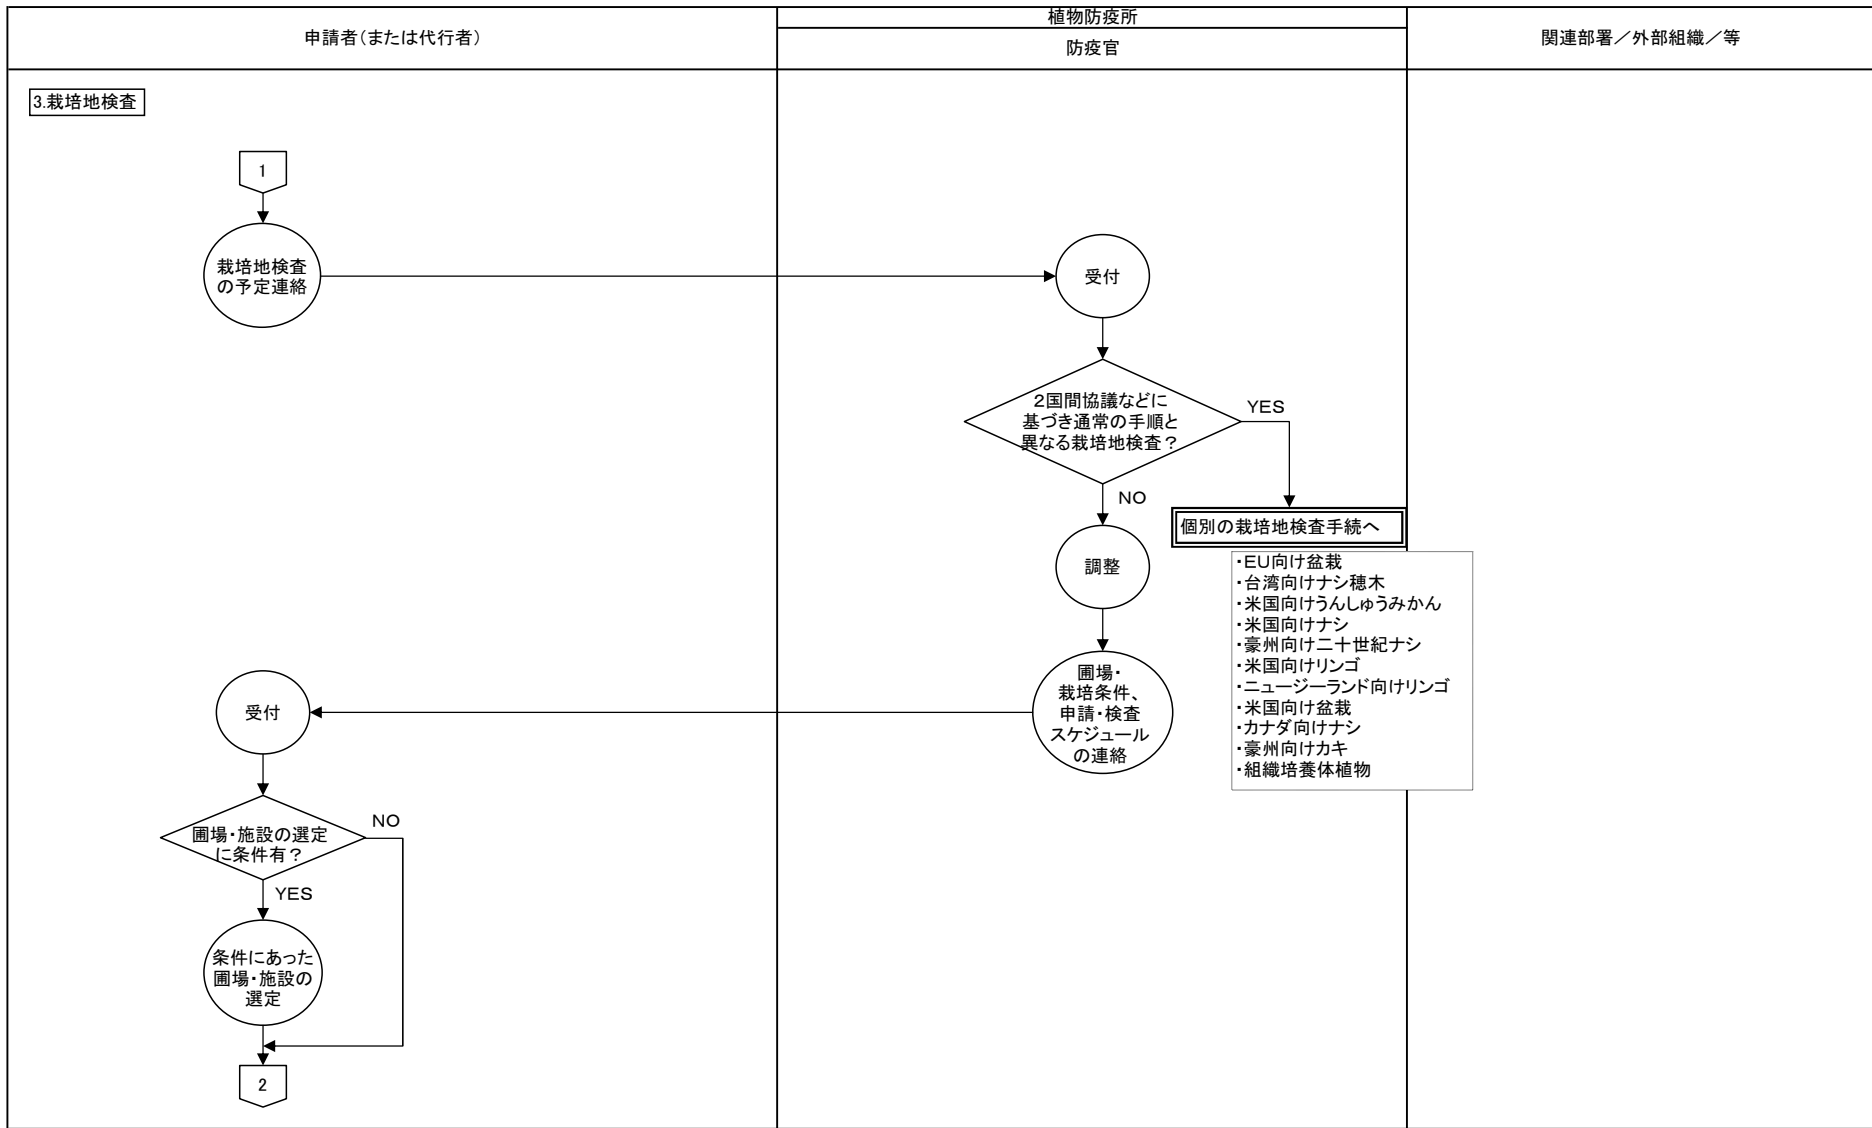 申請者(または代行者)
植物防疫所
防疫官
関連部署／外部組織／等
3.栽培地検査
1
栽培地検査
の予定連絡
受付
2国間協議などに
基づき通常の手順と
異なる栽培地検査？
YES
NO
個別の栽培地検査手続へ
・EU向け盆栽
・台湾向けナシ穂木
・米国向けうんしゅうみかん
・米国向けナシ
・豪州向け二十世紀ナシ
・米国向けリンゴ
・ニュージーランド向けリンゴ
・米国向け盆栽
・カナダ向けナシ
・豪州向けカキ
・組織培養体植物
調整
圃場・
栽培条件、
申請・検査
スケジュール
の連絡
受付
圃場・施設の選定
に条件有？
NO
YES
条件にあった
圃場・施設の
選定
2